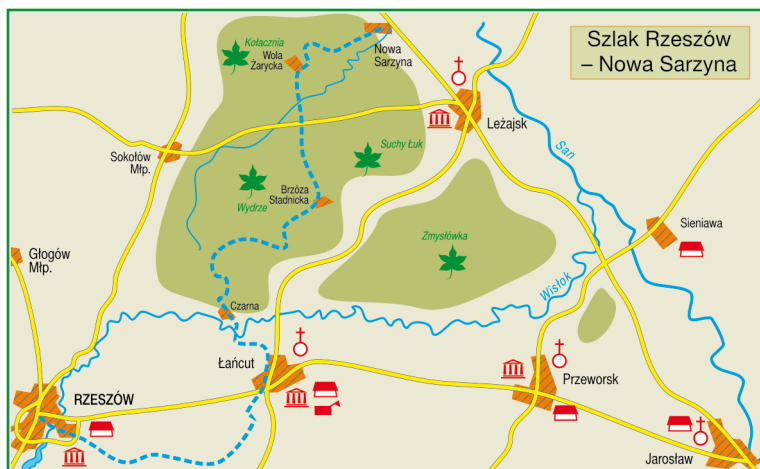 Szlak Rzeszów
– Nowa Sarzyna
Kołacznia
Wola
Żarycka
Nowa
Sarzyna
Leżajsk
Sokołów
Młp.
Suchy Łuk
San
Wydrze
Brzóza
Stadnicka
Zmysłówka
Sieniawa
Głogów
Młp.
Wisłok
Czarna
Łańcut
RZESZÓW
Przeworsk
Jarosław